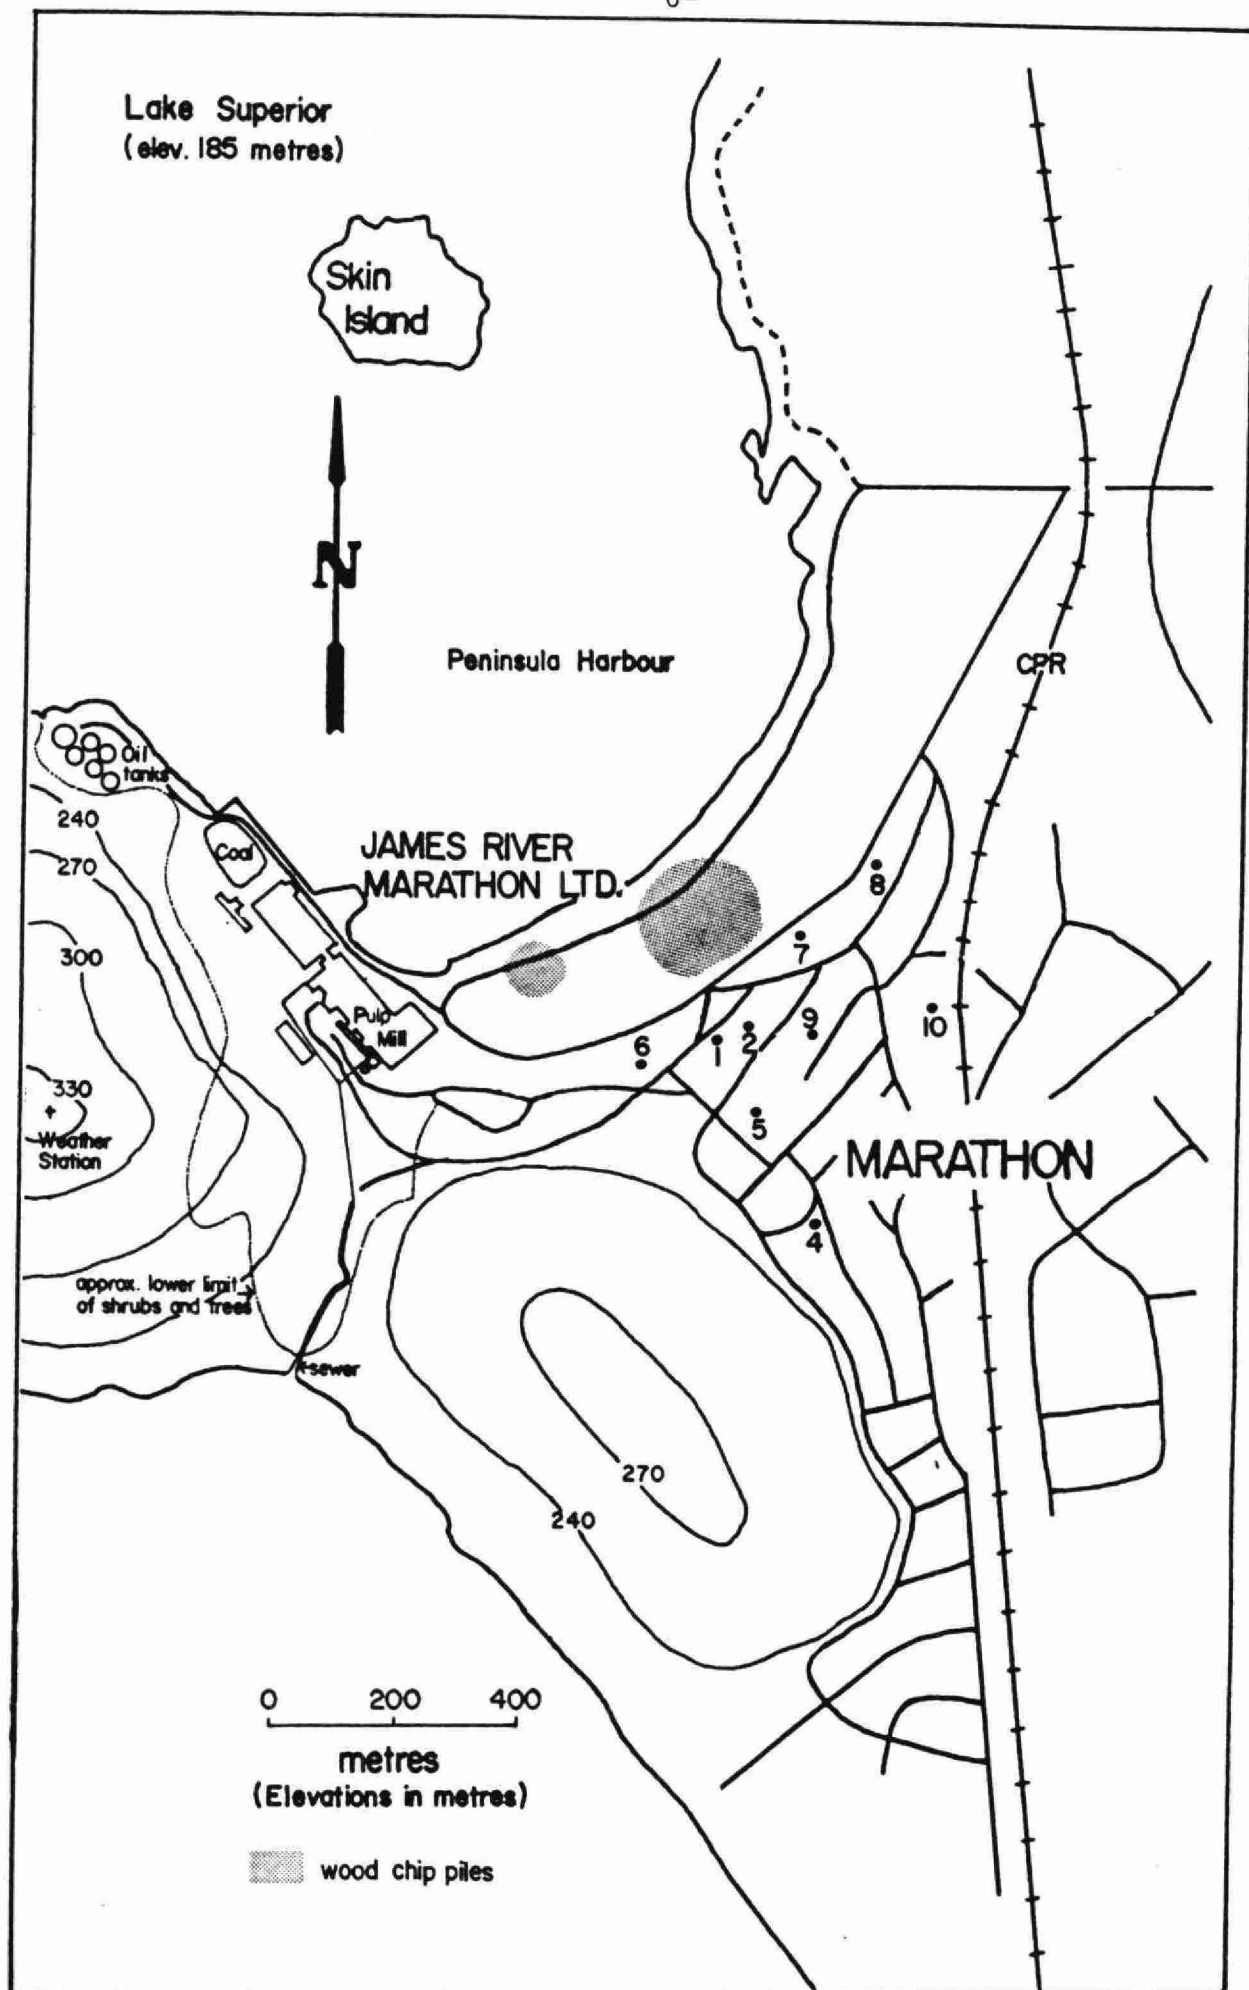 Lake Superior
(elev. 185 metres)
Skin
Island
N
Peninsula Harbour
CPR
Oil
tanks
240
270
Coal
JAMES RIVER
MARATHON LTD.
300
8
7
Pulp
Mill
6
1
2
9
10
330
Weather
Station
5
MARATHON
4
approx. lower limit
of shrubs and trees
sewer
270
240
0 200 400
metres
(Elevations in metres)
wood chip piles